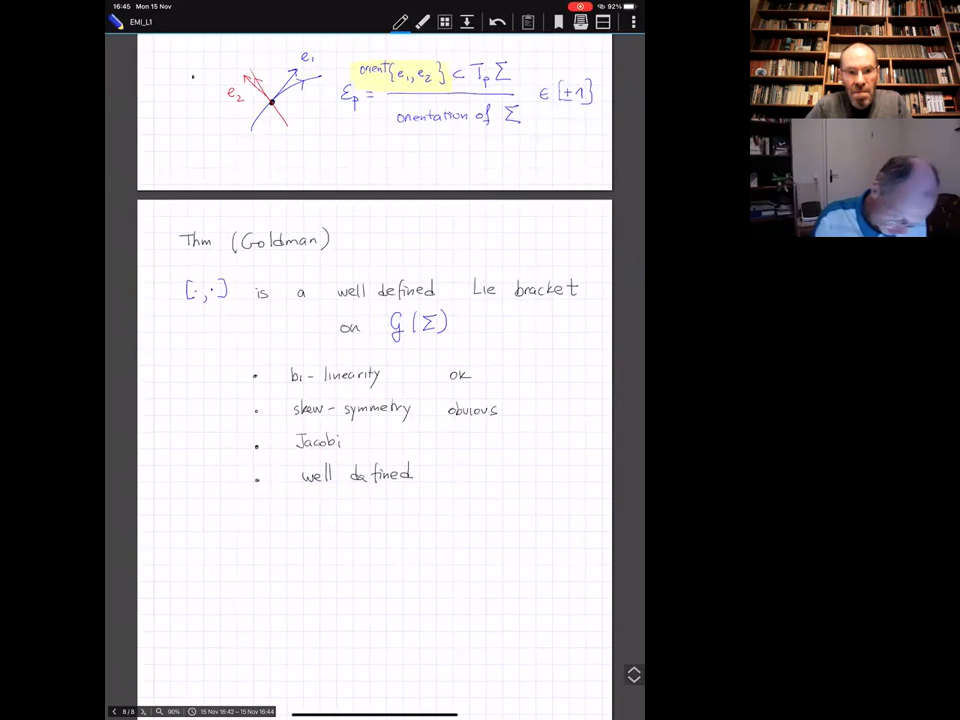 16:45 Mon 15 Nov
92%
EMI_L1
e₁
e₂
orient{e₁,e₂} ⊂ TₚΣ
εₚ = ∈ {±1}
orientation of Σ
Thm (Goldman)
[·,·] is a well defined Lie bracket
on G(Σ)
· bi-linearity ok
· skew-symmetry obvious
· Jacobi
· well defined
8/8 90% 15 Nov 16:42 – 15 Nov 16:44